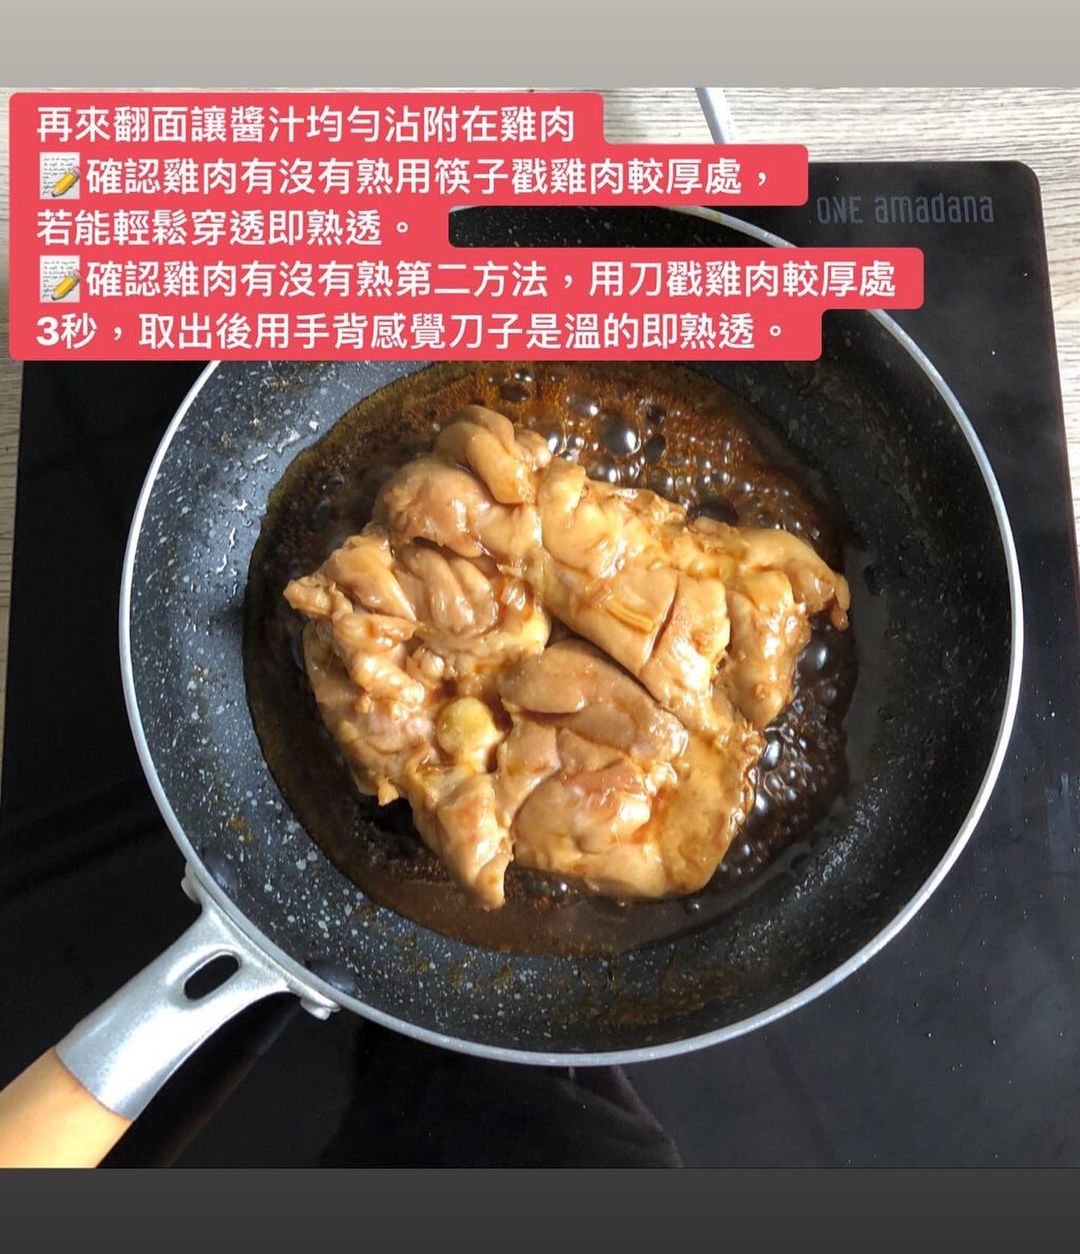 再來翻面讓醬汁均勻沾附在雞肉
📝確認雞肉有沒有熟用筷子戳雞肉較厚處，
若能輕鬆穿透即熟透。
📝確認雞肉有沒有熟第二方法，用刀戳雞肉較厚處
3秒，取出後用手背感覺刀子是溫的即熟透。
ONE amadana